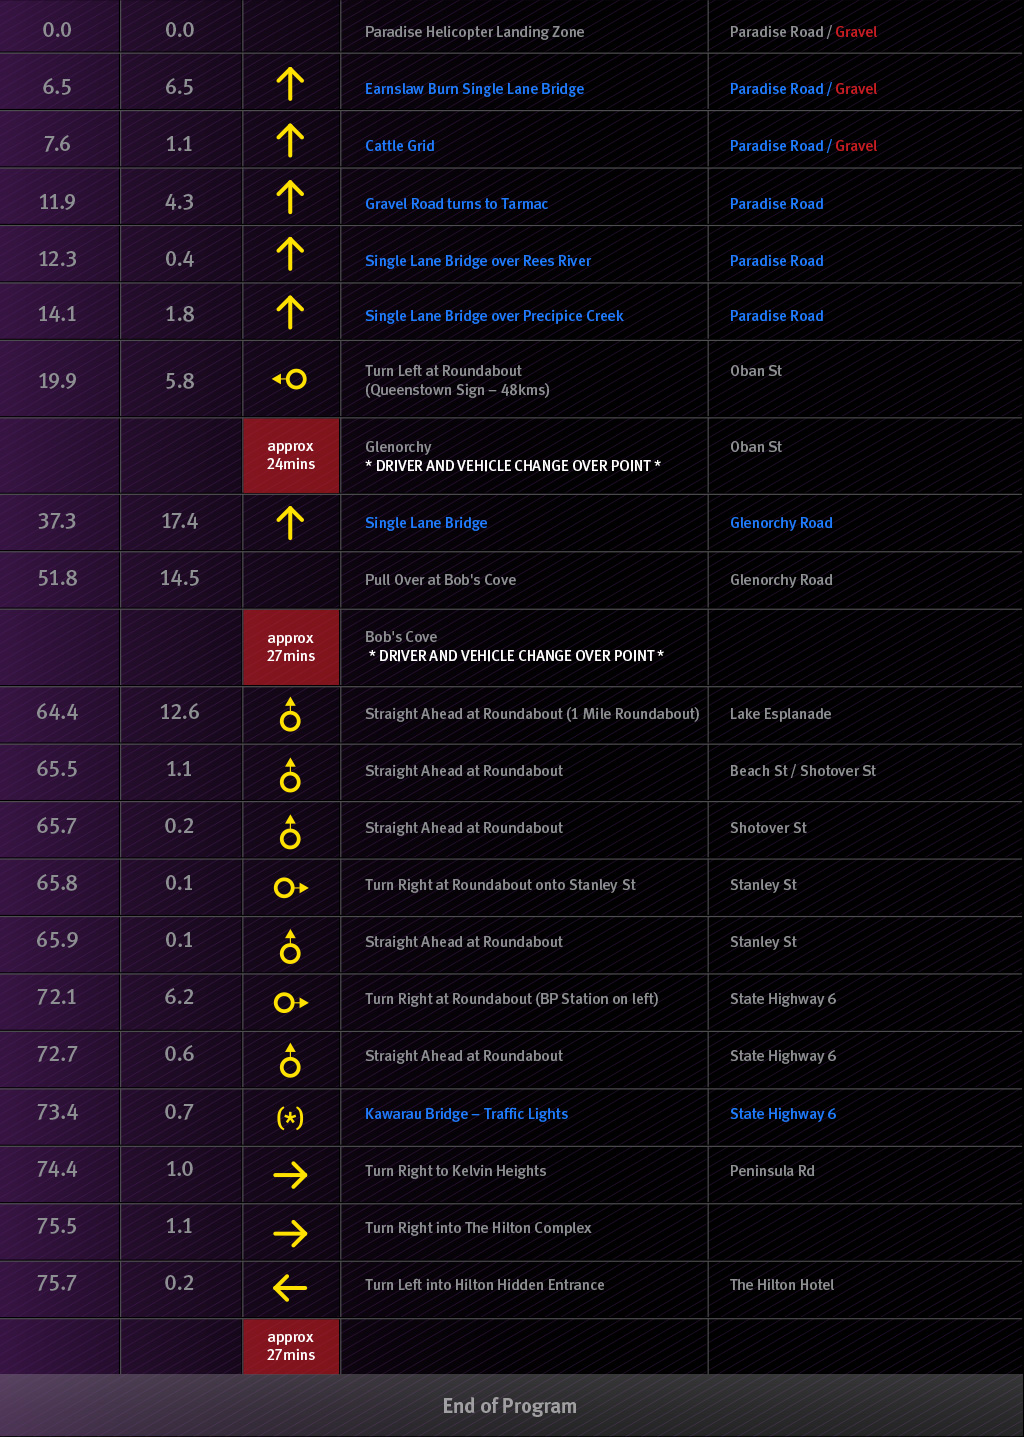 0.0 0.0 Paradise Helicopter Landing Zone Paradise Road / Gravel
6.5 6.5 Earnslaw Burn Single Lane Bridge Paradise Road / Gravel
7.6 1.1 Cattle Grid Paradise Road / Gravel
11.9 4.3 Gravel Road turns to Tarmac Paradise Road
12.3 0.4 Single Lane Bridge over Rees River Paradise Road
14.1 1.8 Single Lane Bridge over Precipice Creek Paradise Road
19.9 5.8 Turn Left at Roundabout Oban St
(Queenstown Sign – 48kms)
approx Glenorchy Oban St
24mins * DRIVER AND VEHICLE CHANGE OVER POINT *
37.3 17.4 Single Lane Bridge Glenorchy Road
51.8 14.5 Pull Over at Bob's Cove Glenorchy Road
approx Bob's Cove
27mins * DRIVER AND VEHICLE CHANGE OVER POINT *
64.4 12.6 Straight Ahead at Roundabout (1 Mile Roundabout) Lake Esplanade
65.5 1.1 Straight Ahead at Roundabout Beach St / Shotover St
65.7 0.2 Straight Ahead at Roundabout Shotover St
65.8 0.1 Turn Right at Roundabout onto Stanley St Stanley St
65.9 0.1 Straight Ahead at Roundabout Stanley St
72.1 6.2 Turn Right at Roundabout (BP Station on left) State Highway 6
72.7 0.6 Straight Ahead at Roundabout State Highway 6
73.4 0.7 (*) Kawarau Bridge – Traffic Lights State Highway 6
74.4 1.0 Turn Right to Kelvin Heights Peninsula Rd
75.5 1.1 Turn Right into The Hilton Complex
75.7 0.2 Turn Left into Hilton Hidden Entrance The Hilton Hotel
approx
27mins
End of Program